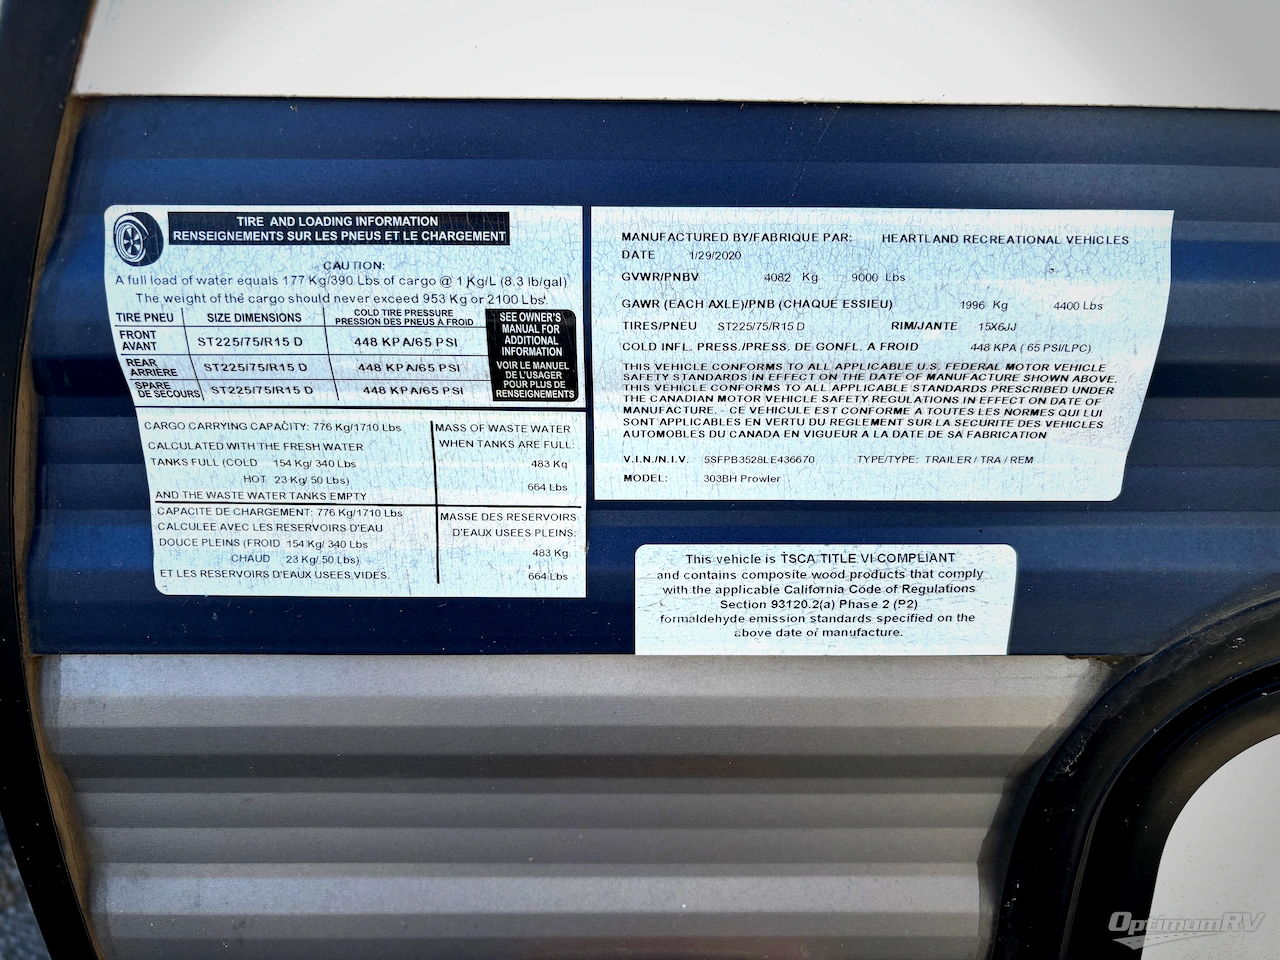 TIRE AND LOADING INFORMATION
RENSEIGNEMENTS SUR LES PNEUS ET LE CHARGEMENT
CAUTION:
A full load of water equals 177 Kg/390 Lbs of cargo @ 1 Kg/L (8.3 lb/gal)
The weight of the cargo should never exceed 953 Kg or 2100 Lbs.
TIRE PNEU SIZE DIMENSIONS COLD TIRE PRESSURE
PRESSION DES PNEUS À FROID
FRONT
AVANT ST225/75/R15 D 448 KPA/65 PSI
REAR
ARRIÈRE ST225/75/R15 D 448 KPA/65 PSI
SPARE
DE SECOURS ST225/75/R15 D 448 KPA/65 PSI
SEE OWNER'S
MANUAL FOR
ADDITIONAL
INFORMATION
VOIR LE MANUEL
DE L'USAGER
POUR PLUS DE
RENSEIGNEMENTS
CARGO CARRYING CAPACITY: 776 Kg/1710 Lbs
CALCULATED WITH THE FRESH WATER
TANKS FULL (COLD 154 Kg/ 340 Lbs
HOT 23 Kg/ 50 Lbs)
AND THE WASTE WATER TANKS EMPTY
MASS OF WASTE WATER
WHEN TANKS ARE FULL:
483 Kg
664 Lbs
CAPACITE DE CHARGEMENT: 776 Kg/1710 Lbs
CALCULEE AVEC LES RESERVOIRS D'EAU
DOUCE PLEINS (FROID 154 Kg/ 340 Lbs
CHAUD 23 Kg/ 50 Lbs)
ET LES RESERVOIRS D'EAUX USEES VIDES.
MASSE DES RESERVOIRS
D'EAUX USEES PLEINS:
483 Kg
664 Lbs
MANUFACTURED BY/FABRIQUE PAR: HEARTLAND RECREATIONAL VEHICLES
DATE 1/29/2020
GVWR/PNBV 4082 Kg 9000 Lbs
GAWR (EACH AXLE)/PNB (CHAQUE ESSIEU) 1996 Kg 4400 Lbs
TIRES/PNEU ST225/75/R15 D RIM/JANTE 15X6JJ
COLD INFL. PRESS./PRESS. DE GONFL. A FROID 448 KPA ( 65 PSI/LPC)
THIS VEHICLE CONFORMS TO ALL APPLICABLE U.S. FEDERAL MOTOR VEHICLE
SAFETY STANDARDS IN EFFECT ON THE DATE OF MANUFACTURE SHOWN ABOVE.
THIS VEHICLE CONFORMS TO ALL APPLICABLE STANDARDS PRESCRIBED UNDER
THE CANADIAN MOTOR VEHICLE SAFETY REGULATIONS IN EFFECT ON DATE OF
MANUFACTURE. - CE VEHICULE EST CONFORME A TOUTES LES NORMES QUI LUI
SONT APPLICABLES EN VERTU DU REGLEMENT SUR LA SECURITE DES VEHICLES
AUTOMOBILES DU CANADA EN VIGUEUR A LA DATE DE SA FABRICATION
V.I.N./N.I.V. 5SFPB3528LE436670 TYPE/TYPE: TRAILER / TRA / REM
MODEL: 303BH Prowler
This vehicle is TSCA TITLE VI COMPLIANT
and contains composite wood products that comply
with the applicable California Code of Regulations
Section 93120.2(a) Phase 2 (P2)
formaldehyde emission standards specified on the
above date of manufacture.
OptimumRV